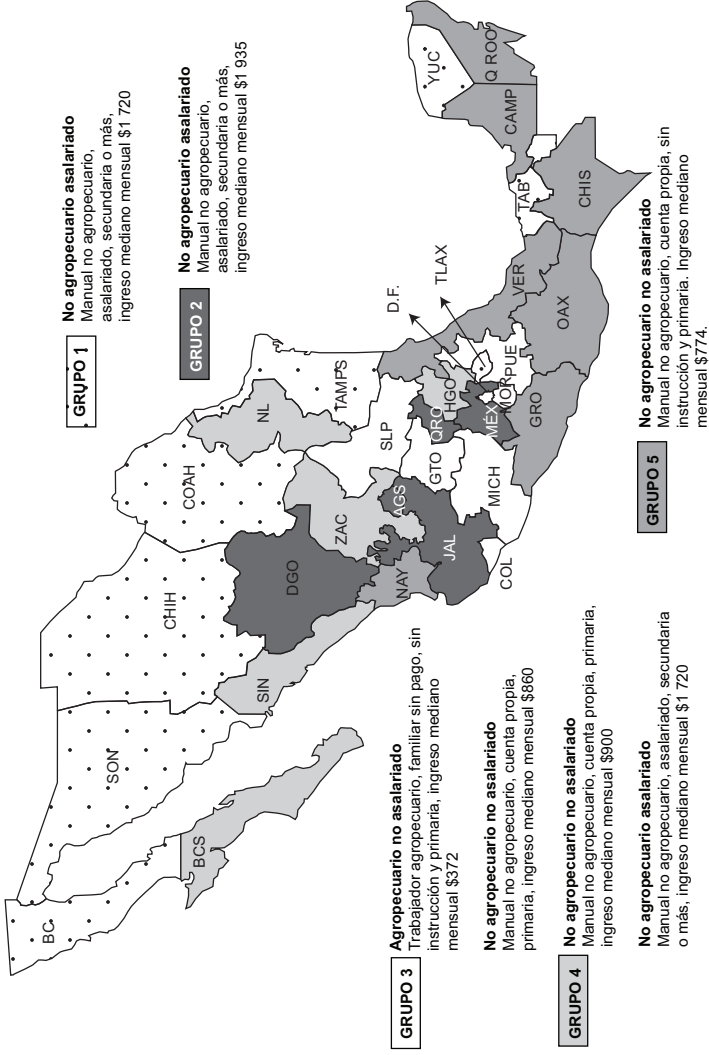 GRUPO 1
No agropecuario asalariado
Manual no agropecuario,
asalariado, secundaria o más,
ingreso mediano mensual $1 720
GRUPO 2
No agropecuario asalariado
Manual no agropecuario,
asalariado, secundaria o más,
ingreso mediano mensual $1 935
BC
BCS
SON
CHIH
COAH
NL
TAMPS
SIN
DGO
ZAC
SLP
NAY
AGS
JAL
COL
GTO
QRO
HGO
MICH
MÉX
MOR
PUE
D.F.
TLAX
GRO
VER
OAX
TAB
CHIS
CAMP
YUC
Q ROO
GRUPO 3
Agropecuario no asalariado
Trabajador agropecuario, familiar sin pago, sin
instrucción y primaria, ingreso mediano
mensual $372
No agropecuario no asalariado
Manual no agropecuario, cuenta propia,
primaria, ingreso mediano mensual $860
GRUPO 4
No agropecuario no asalariado
Manual no agropecuario, cuenta propia, primaria,
ingreso mediano mensual $900
No agropecuario asalariado
Manual no agropecuario, asalariado, secundaria
o más, ingreso mediano mensual $1 720
GRUPO 5
No agropecuario no asalariado
Manual no agropecuario, cuenta propia, sin
instrucción y primaria. Ingreso mediano
mensual $774.